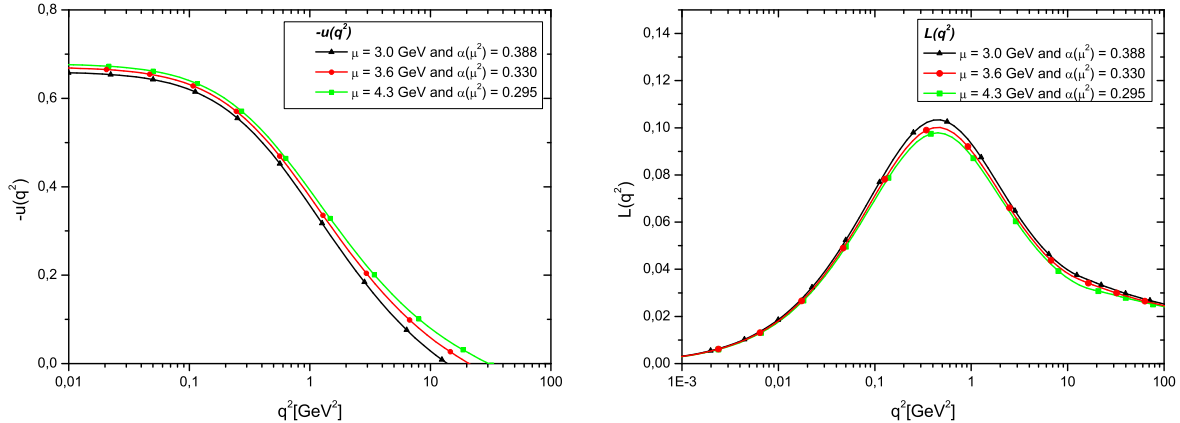 -u(q²)
μ = 3.0 GeV and α(μ²) = 0.388
μ = 3.6 GeV and α(μ²) = 0.330
μ = 4.3 GeV and α(μ²) = 0.295
0,8
0,6
0,4
0,2
0,0
-u(q²)
0,01
0,1
1
10
100
q²[GeV²]
L(q²)
μ = 3.0 GeV and α(μ²) = 0.388
μ = 3.6 GeV and α(μ²) = 0.330
μ = 4.3 GeV and α(μ²) = 0.295
0,14
0,12
0,10
0,08
0,06
0,04
0,02
0,00
L(q²)
1E-3
0,01
0,1
1
10
100
q²[GeV²]